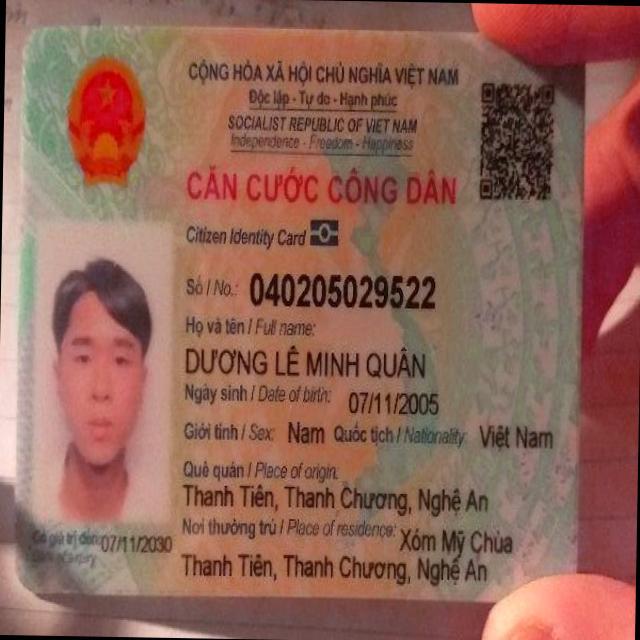 CỘNG HÒA XÃ HỘI CHỦ NGHĨA VIỆT NAM
Độc lập - Tự do - Hạnh phúc
SOCIALIST REPUBLIC OF VIET NAM
Independence - Freedom - Happiness
CĂN CƯỚC CÔNG DÂN
Citizen Identity Card
Số / No.: 040205029522
Họ và tên / Full name:
DƯƠNG LÊ MINH QUÂN
Ngày sinh / Date of birth: 07/11/2005
Giới tính / Sex: Nam Quốc tịch / Nationality: Việt Nam
Quê quán / Place of origin:
Thanh Tiên, Thanh Chương, Nghệ An
Nơi thường trú / Place of residence: Xóm Mỹ Chùa
Thanh Tiên, Thanh Chương, Nghệ An
Có giá trị đến: 07/11/2030
Date of expiry